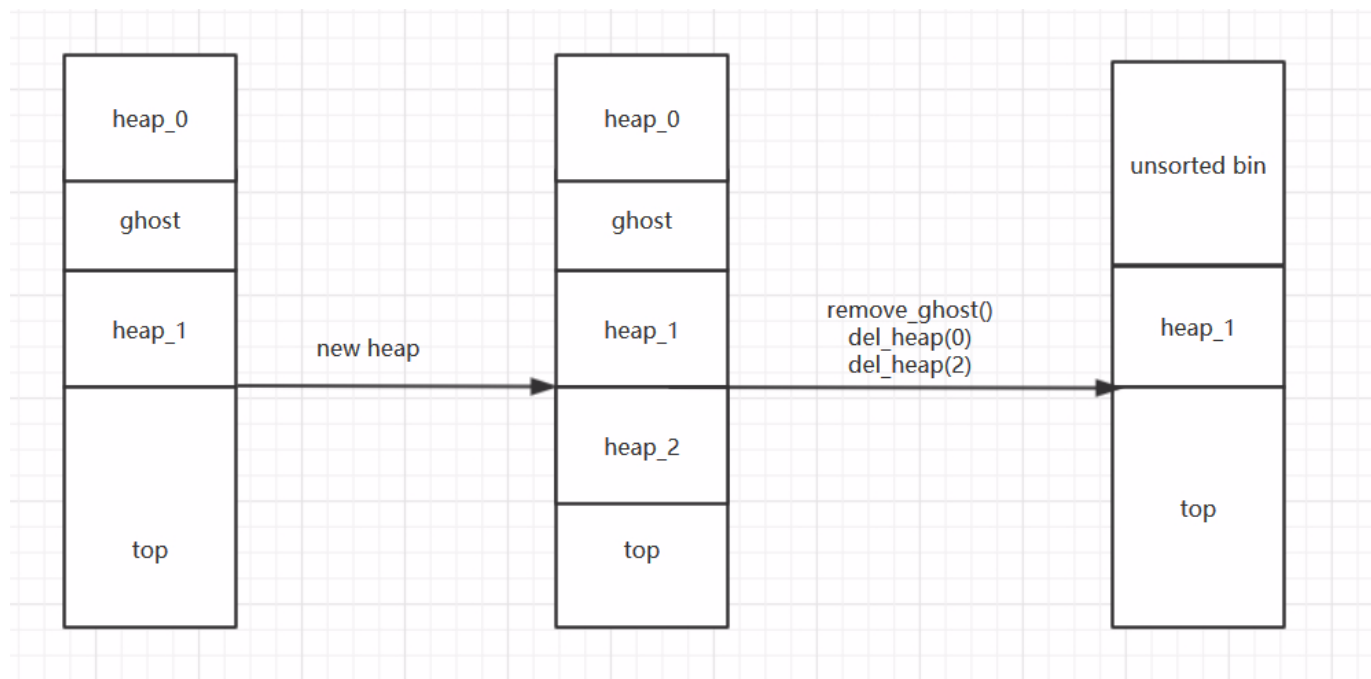 heap_0
ghost
heap_1
top
new heap
heap_0
ghost
heap_1
heap_2
top
remove_ghost()
del_heap(0)
del_heap(2)
unsorted bin
heap_1
top